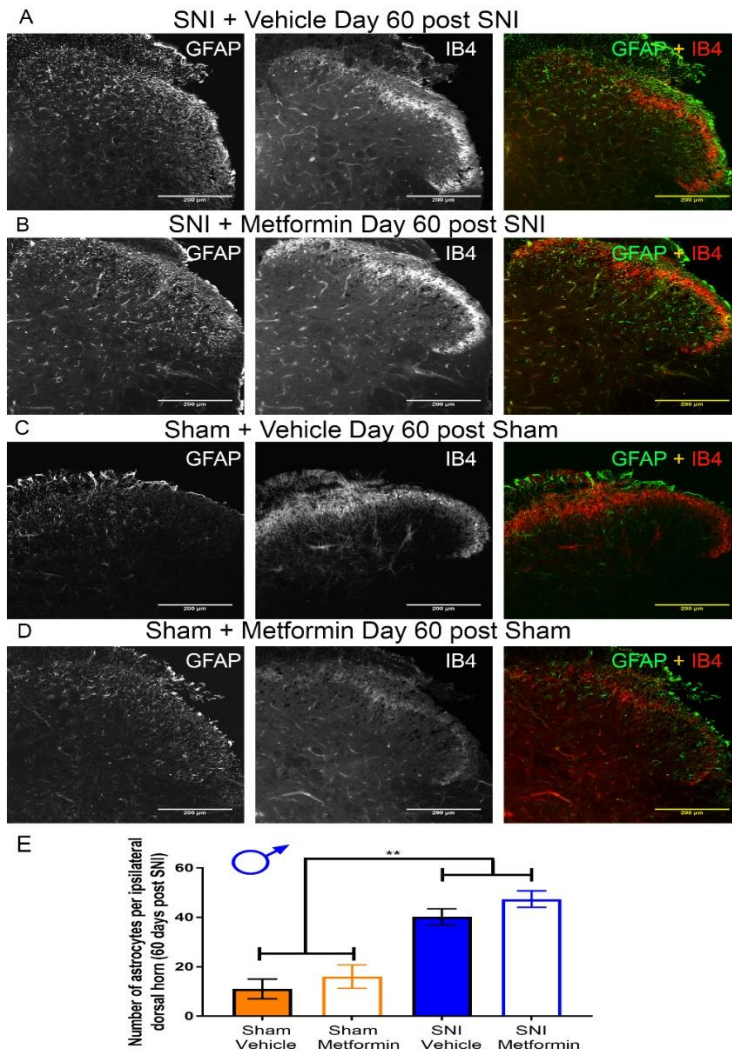 A
SNI + Vehicle Day 60 post SNI
GFAP
IB4
GFAP + IB4
200 µm
200 µm
200 µm
B
SNI + Metformin Day 60 post SNI
GFAP
IB4
GFAP + IB4
200 µm
200 µm
200 µm
C
Sham + Vehicle Day 60 post Sham
GFAP
IB4
GFAP + IB4
200 µm
200 µm
200 µm
D
Sham + Metformin Day 60 post Sham
GFAP
IB4
GFAP + IB4
200 µm
200 µm
200 µm
E
Number of astrocytes per ipsilateral
dorsal horn (60 days post SNI)
60
40
20
0
**
Sham
Vehicle
Sham
Metformin
SNI
Vehicle
SNI
Metformin